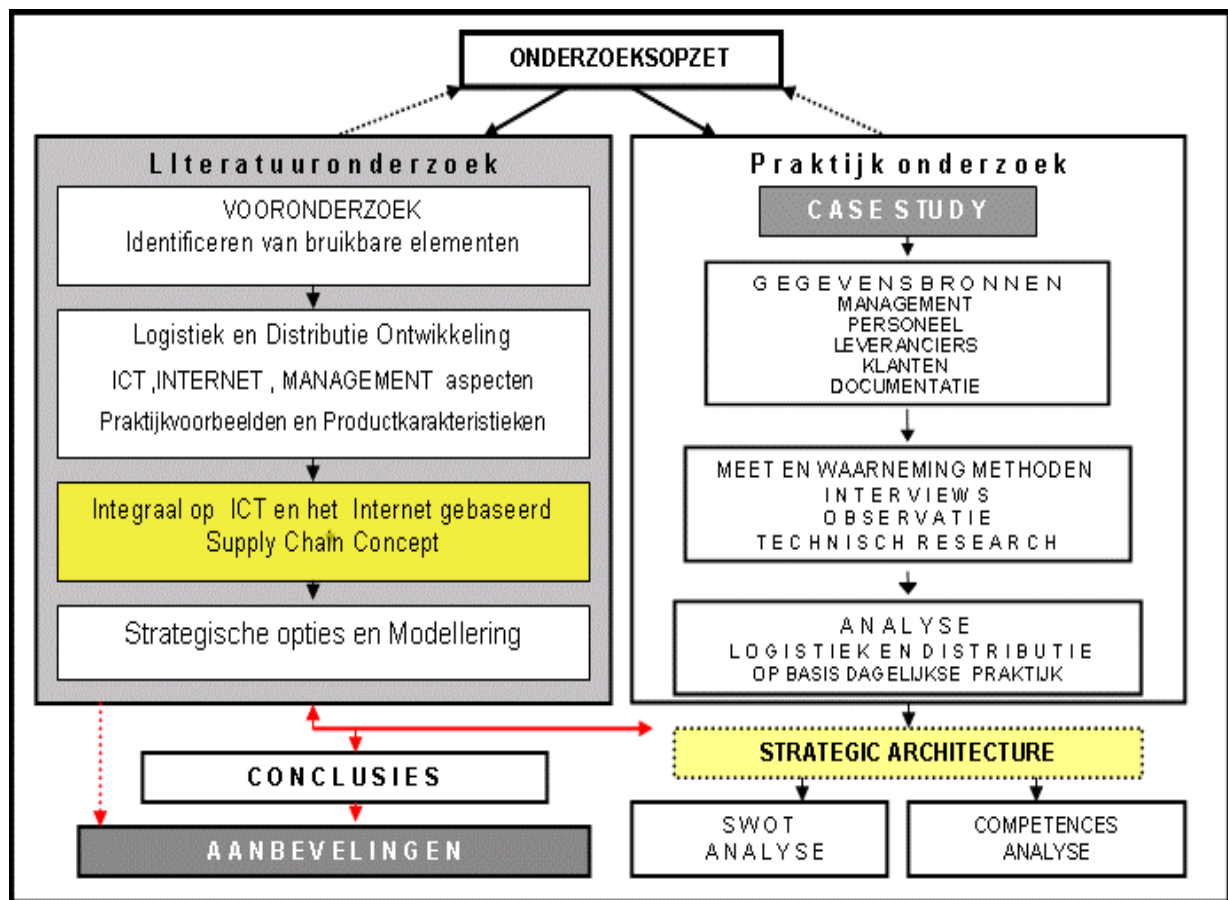 ONDERZOEKSOPZET
LIteratuuronderzoek
VOORONDERZOEK
Identificeren van bruikbare elementen
Logistiek en Distributie Ontwikkeling
ICT ,INTERNET , MANAGEMENT aspecten
Praktijkvoorbeelden en Productkarakteristieken
Integraal op ICT en het Internet gebaseerd
Supply Chain Concept
Strategische opties en Modellering
Praktijk onderzoek
CASE STUDY
GEGEVENSBRONNEN
MANAGEMENT
PERSONEEL
LEVERANCIERS
KLANTEN
DOCUMENTATIE
MEET EN WAARNEMING METHODEN
INTERVIEWS
OBSERVATIE
TECHNISCH RESEARCH
ANALYSE
LOGISTIEK EN DISTRIBUTIE
OP BASIS DAGELIJKSE PRAKTIJK
CONCLUSIES
AANBEVELINGEN
STRATEGIC ARCHITECTURE
SWOT
ANALYSE
COMPETENCES
ANALYSE